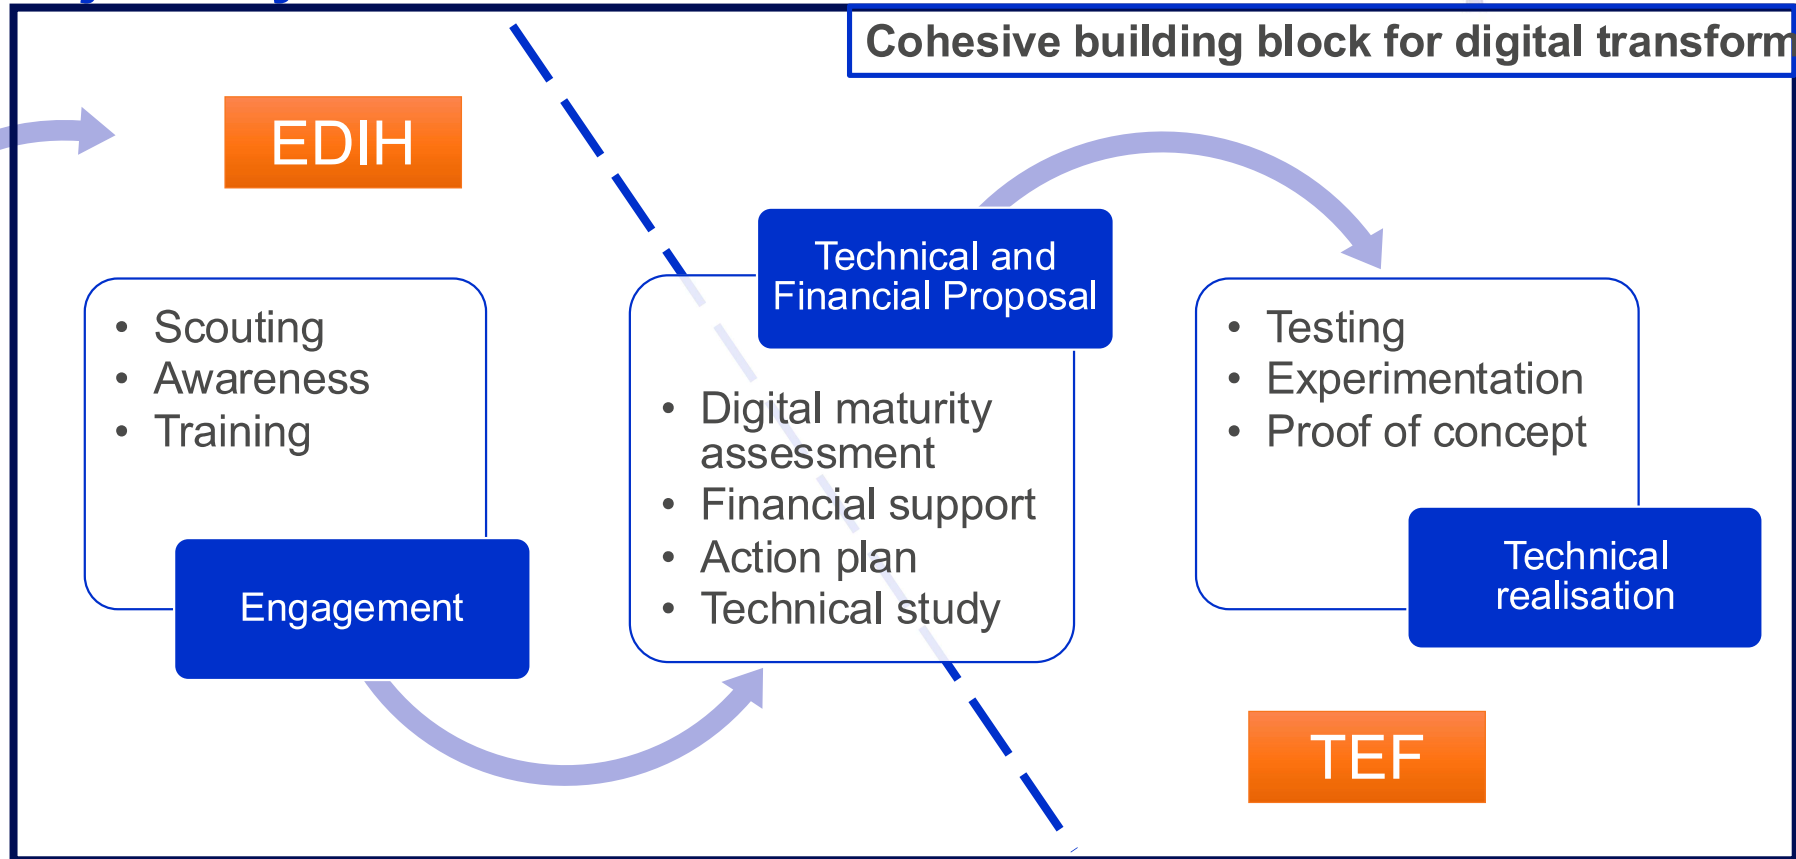 Cohesive building block for digital
EDIH
Technical and
Financial Proposal
• Scouting
• Awareness
• Training
Engagement
• Digital maturity
assessment
• Financial support
• Action plan
• Technical study
• Testing
• Experimentation
• Proof of concept
Technical
realisation
TEF